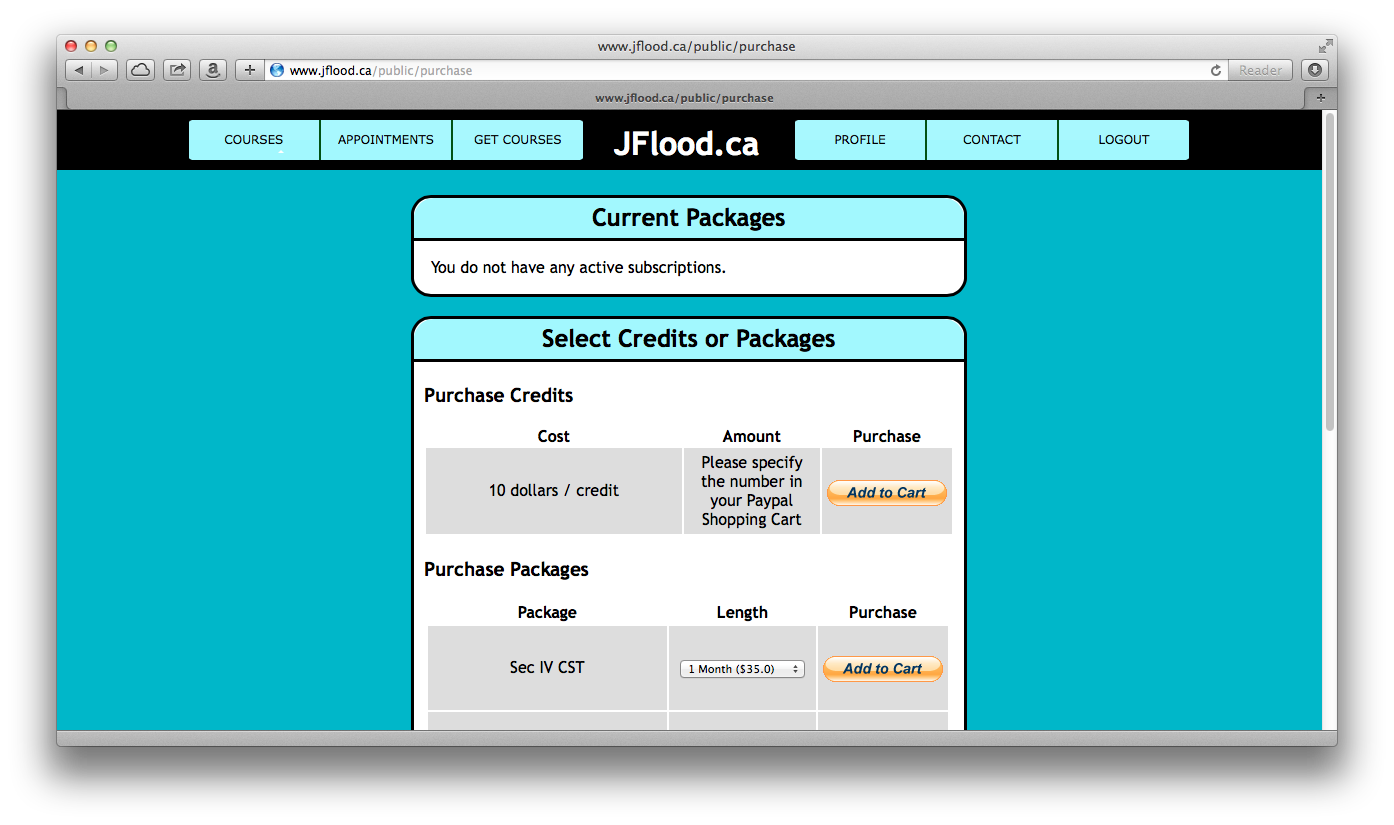 www.jflood.ca/public/purchase
www.jflood.ca/public/purchase
Reader
www.jflood.ca/public/purchase
COURSES APPOINTMENTS GET COURSES JFlood.ca PROFILE CONTACT LOGOUT
Current Packages
You do not have any active subscriptions.
Select Credits or Packages
Purchase Credits
Cost Amount Purchase
10 dollars / credit
Please specify
the number in
your Paypal
Shopping Cart
Add to Cart
Purchase Packages
Package Length Purchase
Sec IV CST 1 Month ($35.0) Add to Cart